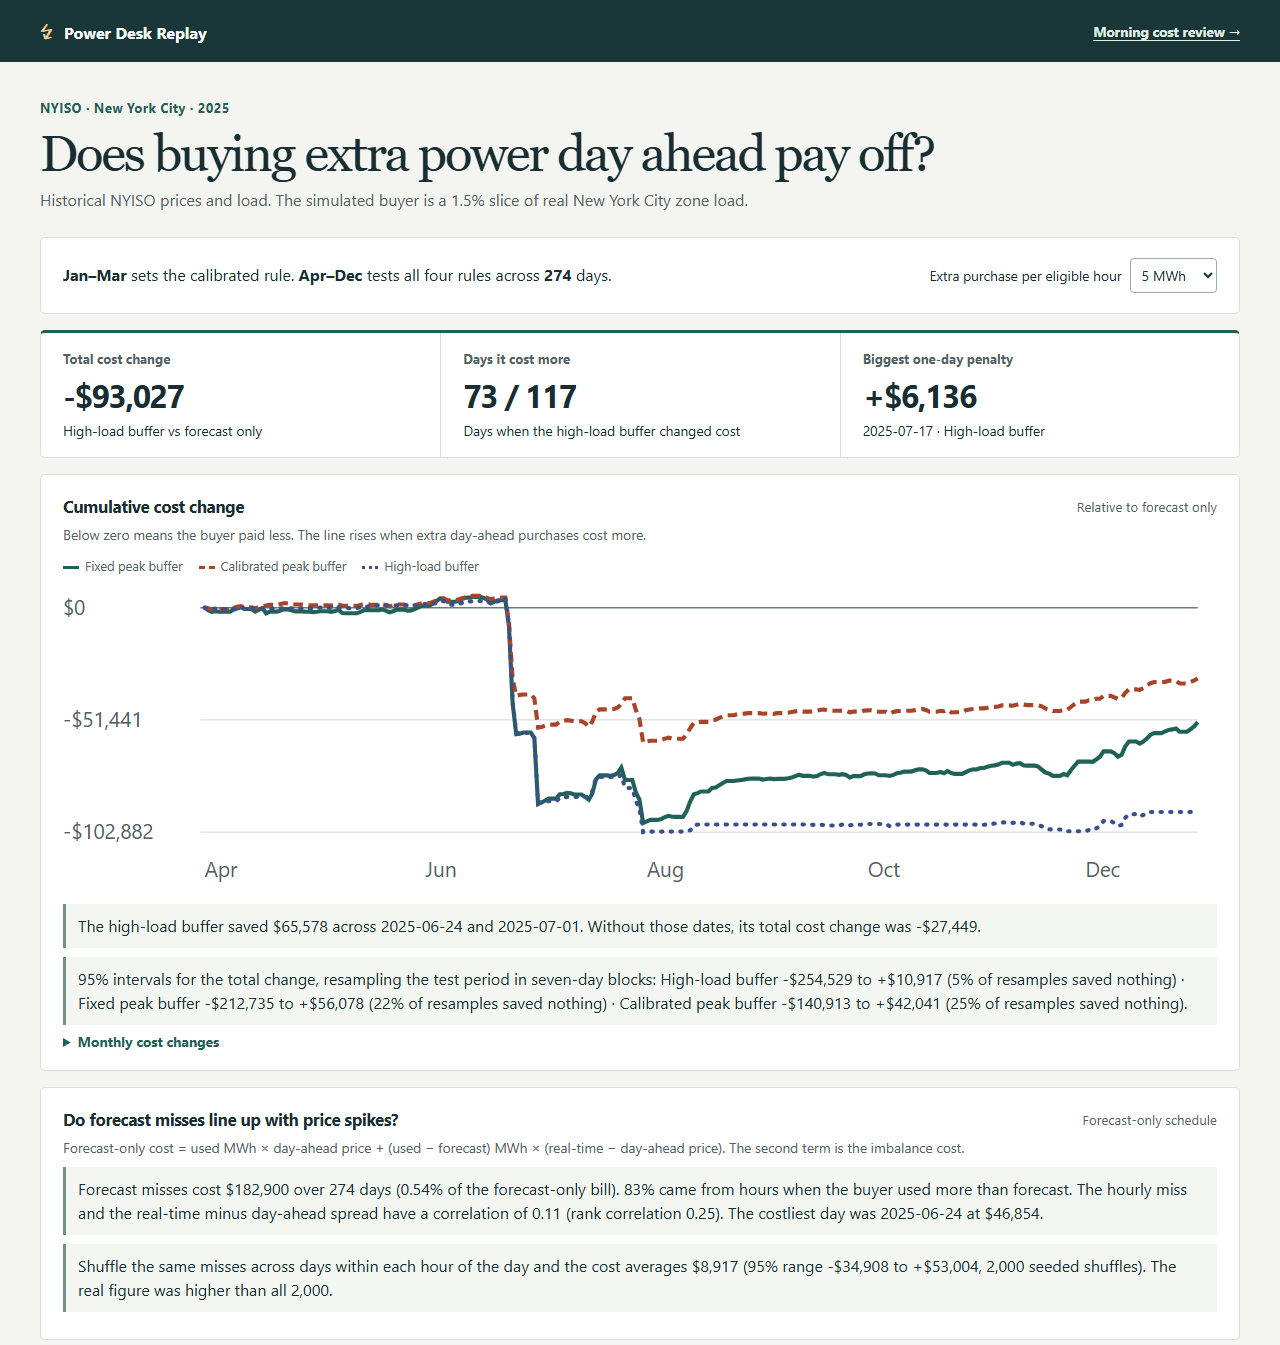 Power Desk Replay
Morning cost review →
NYISO · New York City · 2025
Does buying extra power day ahead pay off?
Historical NYISO prices and load. The simulated buyer is a 1.5% slice of real New York City zone load.
Jan–Mar sets the calibrated rule. Apr–Dec tests all four rules across 274 days.
Extra purchase per eligible hour
5 MWh
Total cost change
-$93,027
High-load buffer vs forecast only
Days it cost more
73 / 117
Days when the high-load buffer changed cost
Biggest one-day penalty
+$6,136
2025-07-17 · High-load buffer
Cumulative cost change
Relative to forecast only
Below zero means the buyer paid less. The line rises when extra day-ahead purchases cost more.
Fixed peak buffer
Calibrated peak buffer
High-load buffer
$0
-$51,441
-$102,882
Apr
Jun
Aug
Oct
Dec
The high-load buffer saved $65,578 across 2025-06-24 and 2025-07-01. Without those dates, its total cost change was -$27,449.
95% intervals for the total change, resampling the test period in seven-day blocks: High-load buffer -$254,529 to +$10,917 (5% of resamples saved nothing) ·
Fixed peak buffer -$212,735 to +$56,078 (22% of resamples saved nothing) · Calibrated peak buffer -$140,913 to +$42,041 (25% of resamples saved nothing).
Monthly cost changes
Do forecast misses line up with price spikes?
Forecast-only schedule
Forecast-only cost = used MWh × day-ahead price + (used − forecast) MWh × (real-time − day-ahead price). The second term is the imbalance cost.
Forecast misses cost $182,900 over 274 days (0.54% of the forecast-only bill). 83% came from hours when the buyer used more than forecast. The hourly miss
and the real-time minus day-ahead spread have a correlation of 0.11 (rank correlation 0.25). The costliest day was 2025-06-24 at $46,854.
Shuffle the same misses across days within each hour of the day and the cost averages $8,917 (95% range -$34,908 to +$53,004, 2,000 seeded shuffles). The
real figure was higher than all 2,000.